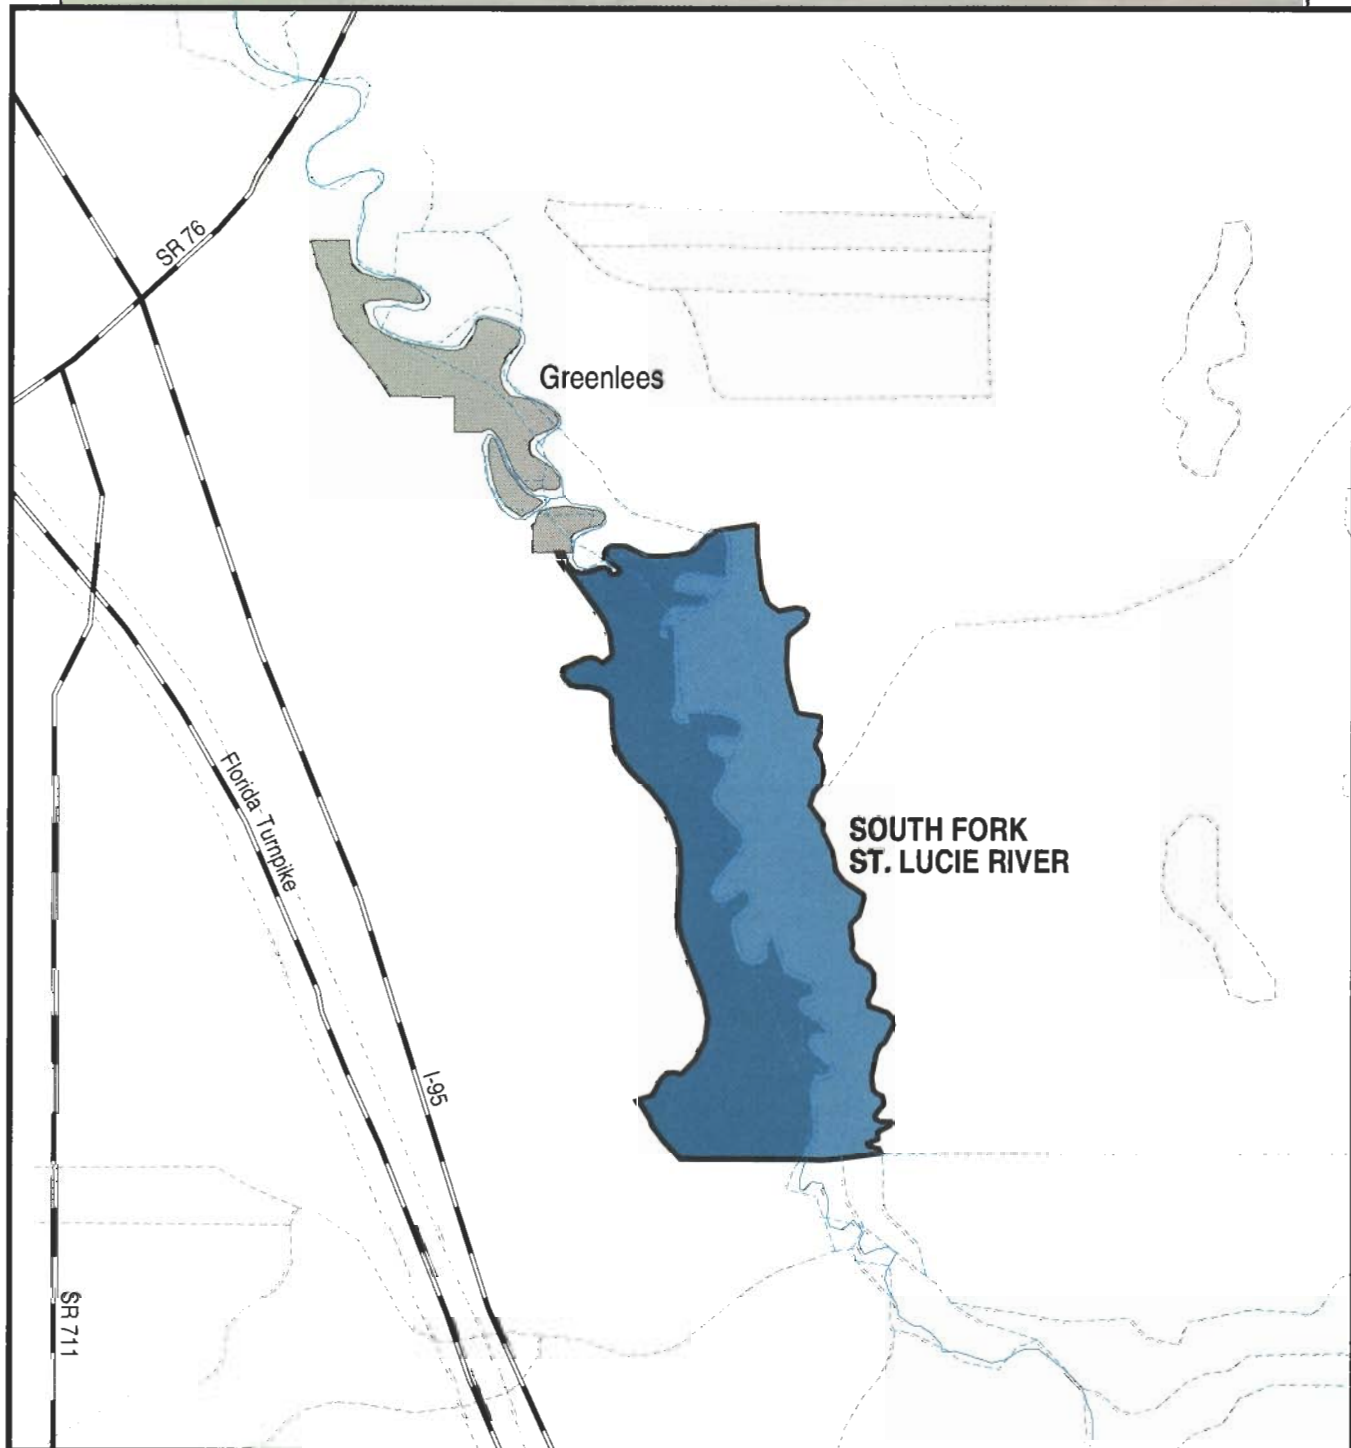 SR 76
Greenlees
Florida Turnpike
SOUTH FORK
ST. LUCIE RIVER
I-95
SR 711